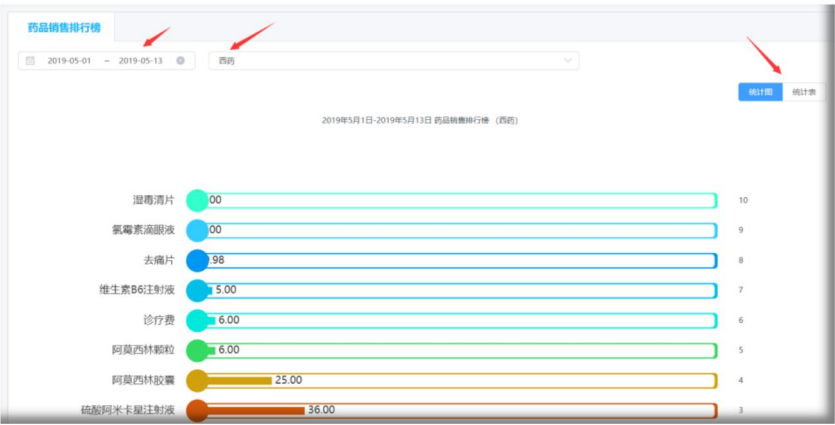 药品销售排行榜
2019-05-01 ~ 2019-05-13 西药
统计图 统计表
2019年5月1日-2019年5月13日 药品销售排行榜 （西药）
湿毒清片 00 10
氯霉素滴眼液 00 9
去痛片 .98 8
维生素B6注射液 5.00 7
诊疗费 6.00 6
阿莫西林颗粒 6.00 5
阿莫西林胶囊 25.00 4
硫酸阿米卡星注射液 36.00 3